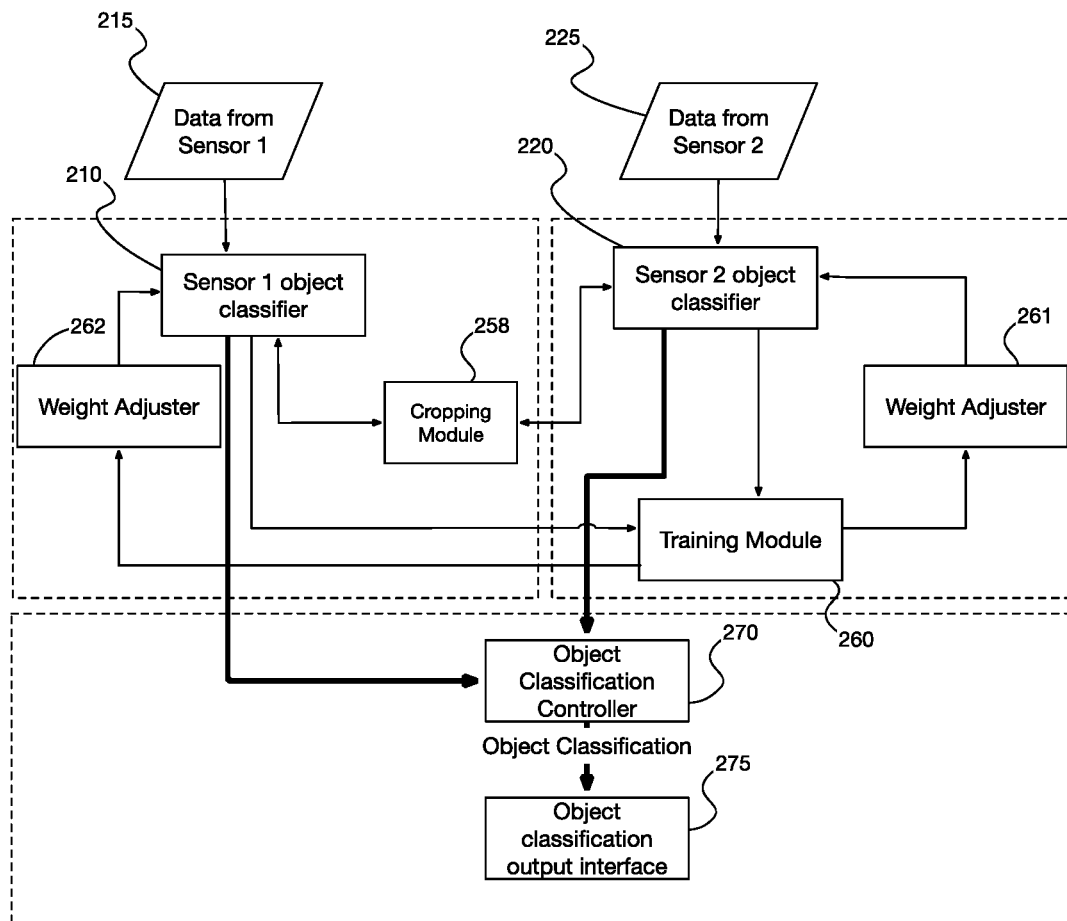 215
225
Data from
Sensor 1
Data from
Sensor 2
210
220
Sensor 1 object
classifier
Sensor 2 object
classifier
262
258
261
Weight Adjuster
Cropping
Module
Weight Adjuster
Training Module
260
270
Object
Classification
Controller
Object Classification
275
Object
classification
output interface